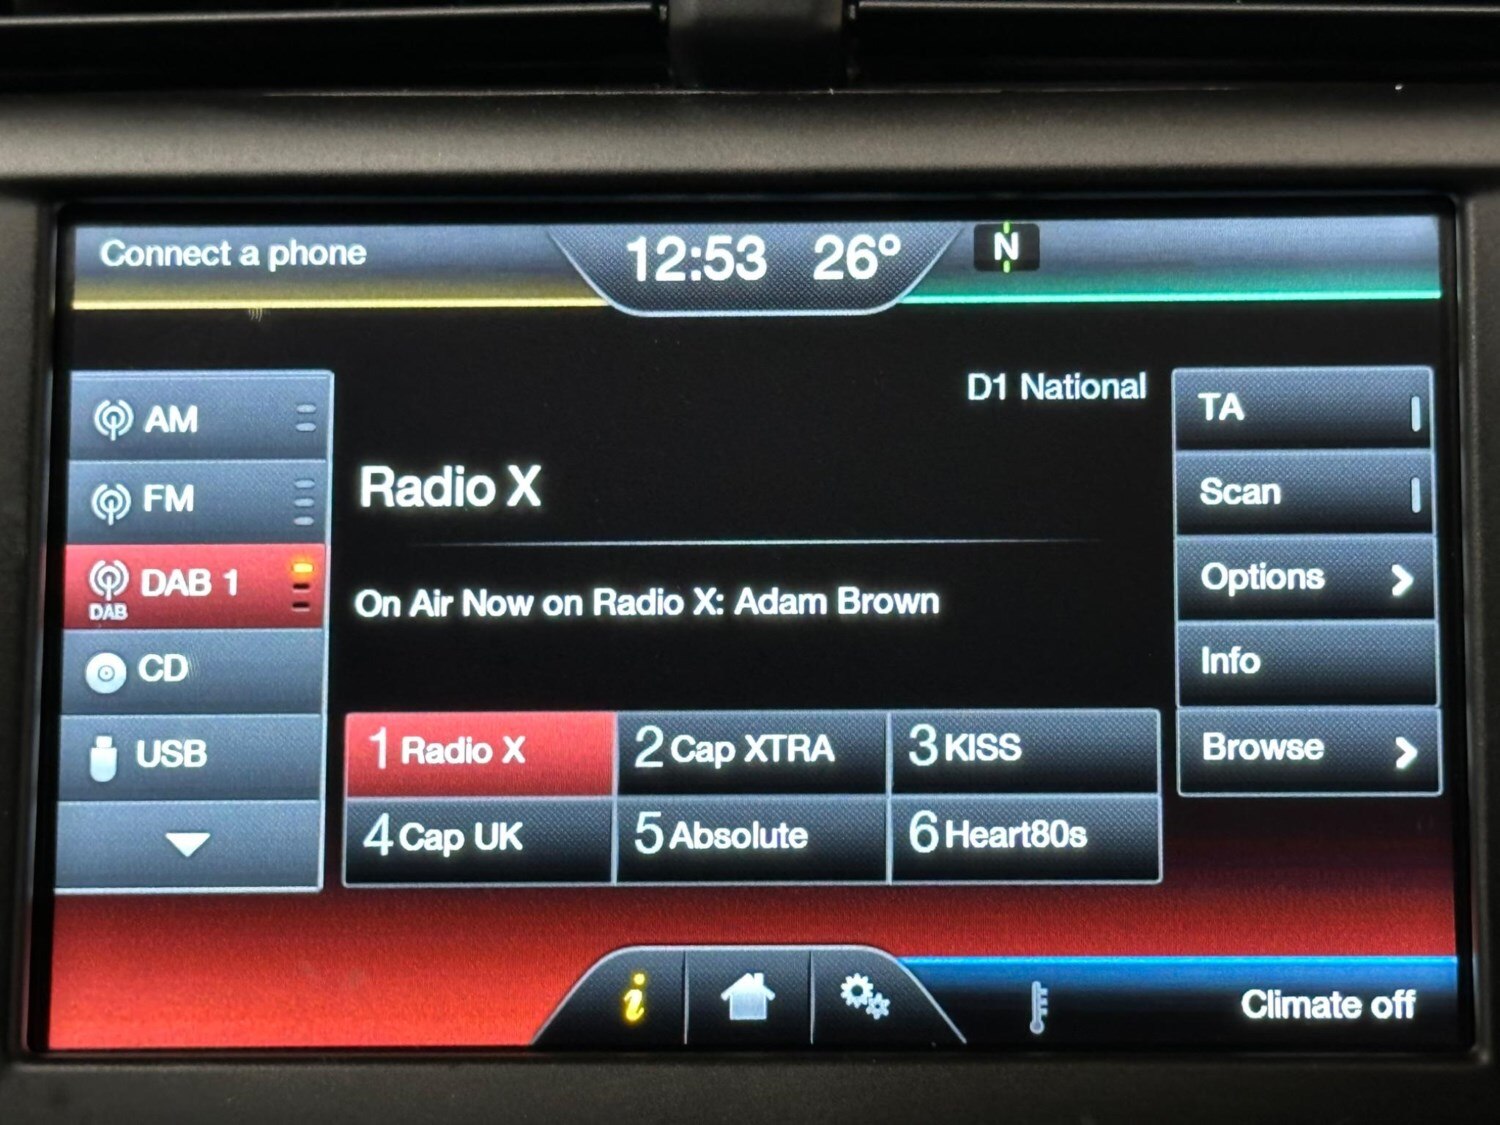 Connect a phone
12:53 26º
N
D1 National
AM
FM
DAB 1
DAB
CD
USB
Radio X
On Air Now on Radio X: Adam Brown
1 Radio X
2 Cap XTRA
3 KISS
4 Cap UK
5 Absolute
6 Heart80s
TA
Scan
Options
Info
Browse
i
Climate off